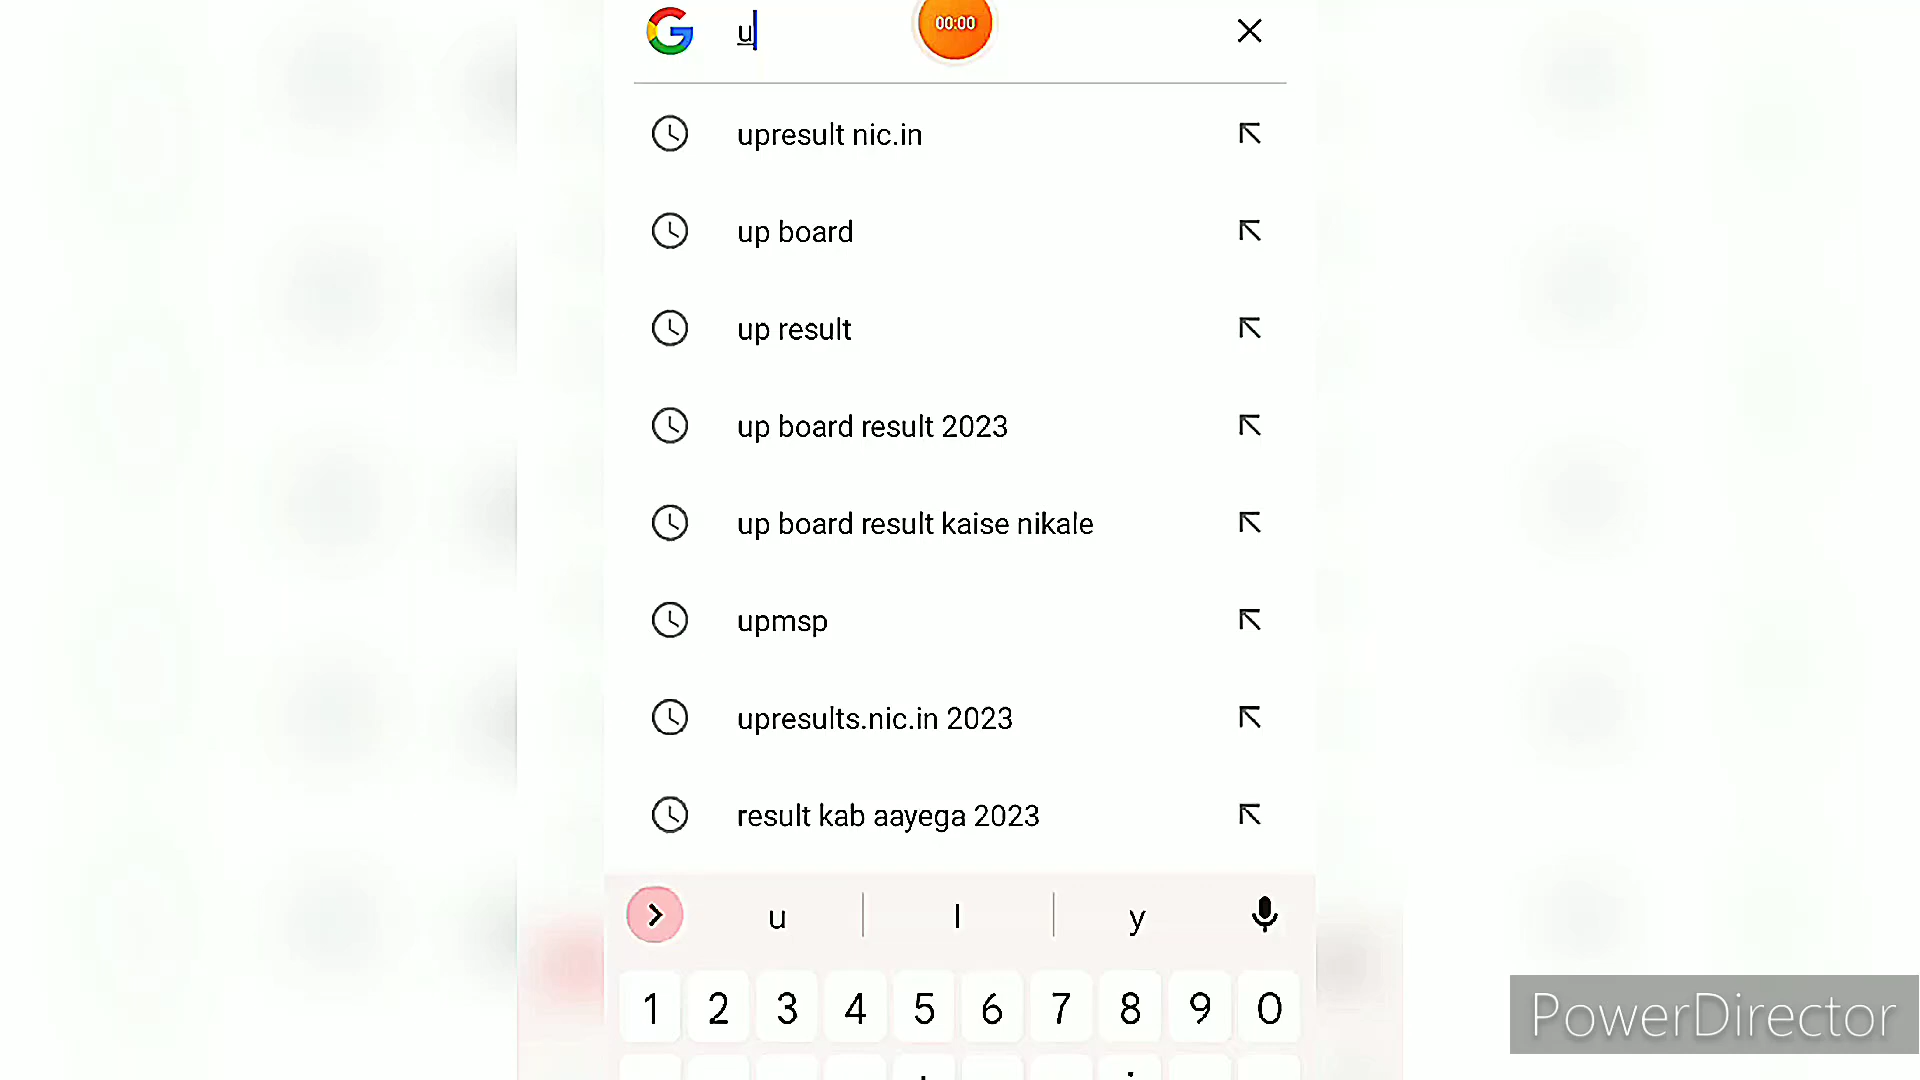 u
00:00
upresult nic.in
up board
up result
up board result 2023
up board result kaise nikale
upmsp
upresults.nic.in 2023
result kab aayega 2023
u | I | y
1 2 3 4 5 6 7 8 9 0
PowerDirector